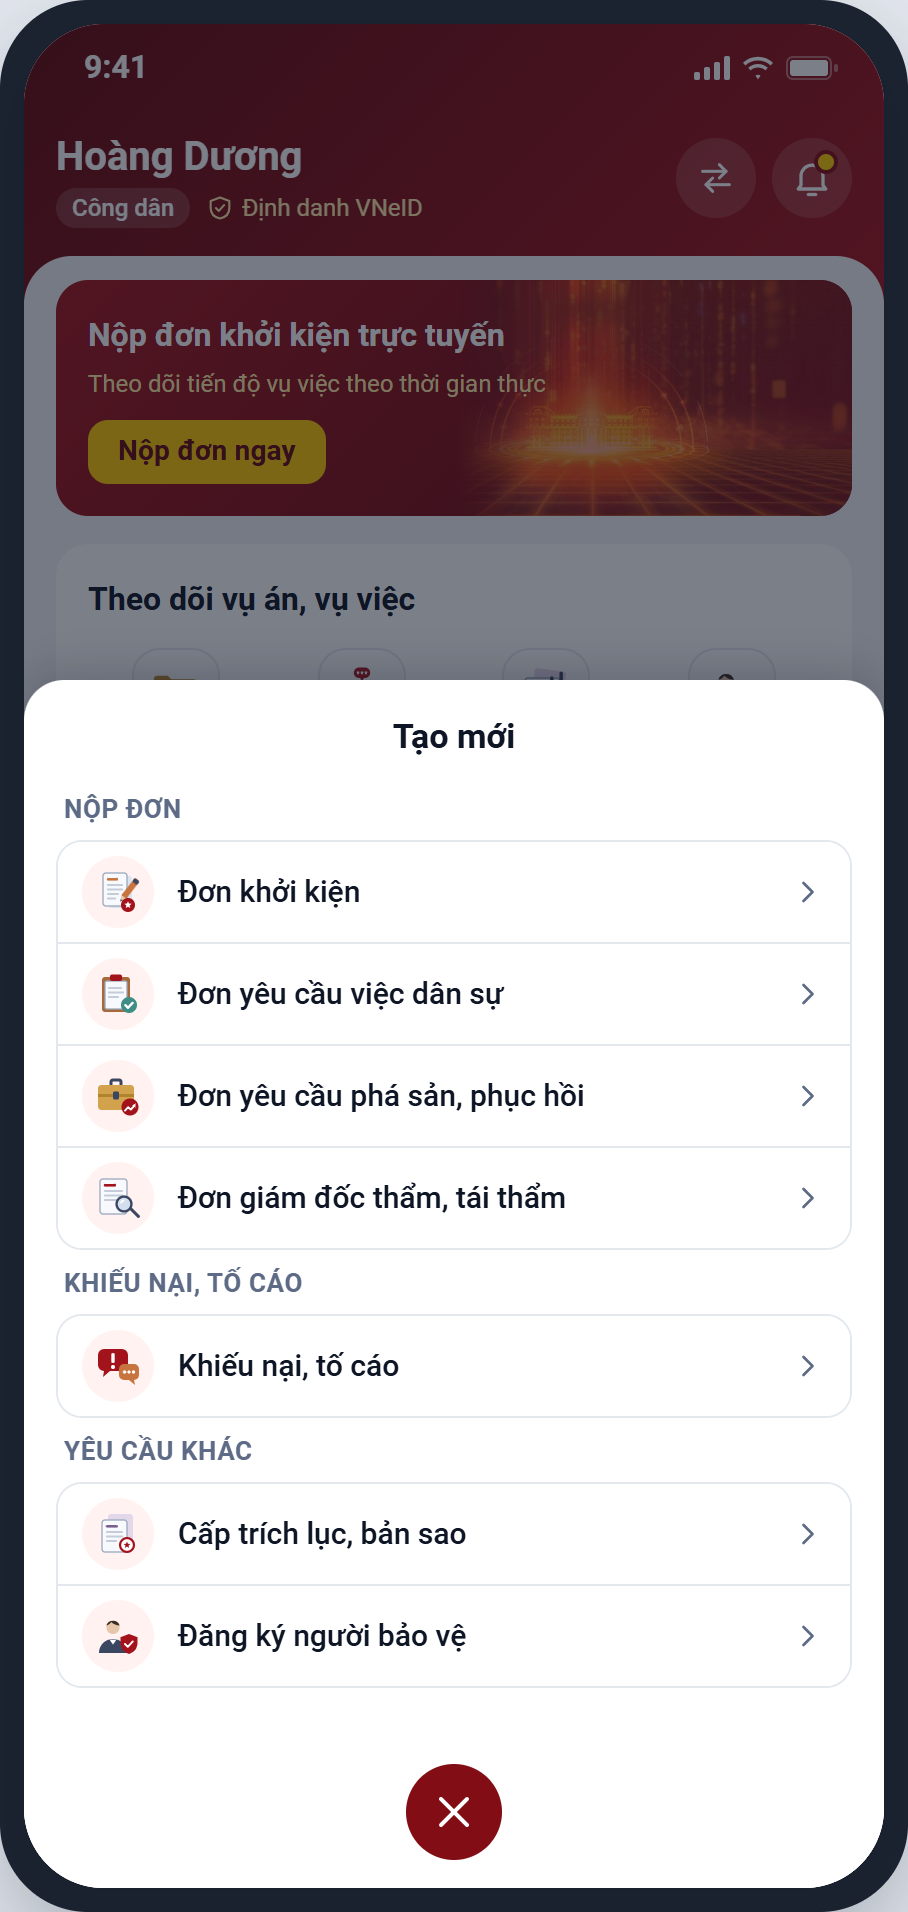 9:41
Hoàng Dương
Công dân
Định danh VNeID
Nộp đơn khởi kiện trực tuyến
Theo dõi tiến độ vụ việc theo thời gian thực
Nộp đơn ngay
Theo dõi vụ án, vụ việc
Tạo mới
NỘP ĐƠN
Đơn khởi kiện
Đơn yêu cầu việc dân sự
Đơn yêu cầu phá sản, phục hồi
Đơn giám đốc thẩm, tái thẩm
KHIẾU NẠI, TỐ CÁO
Khiếu nại, tố cáo
YÊU CẦU KHÁC
Cấp trích lục, bản sao
Đăng ký người bảo vệ